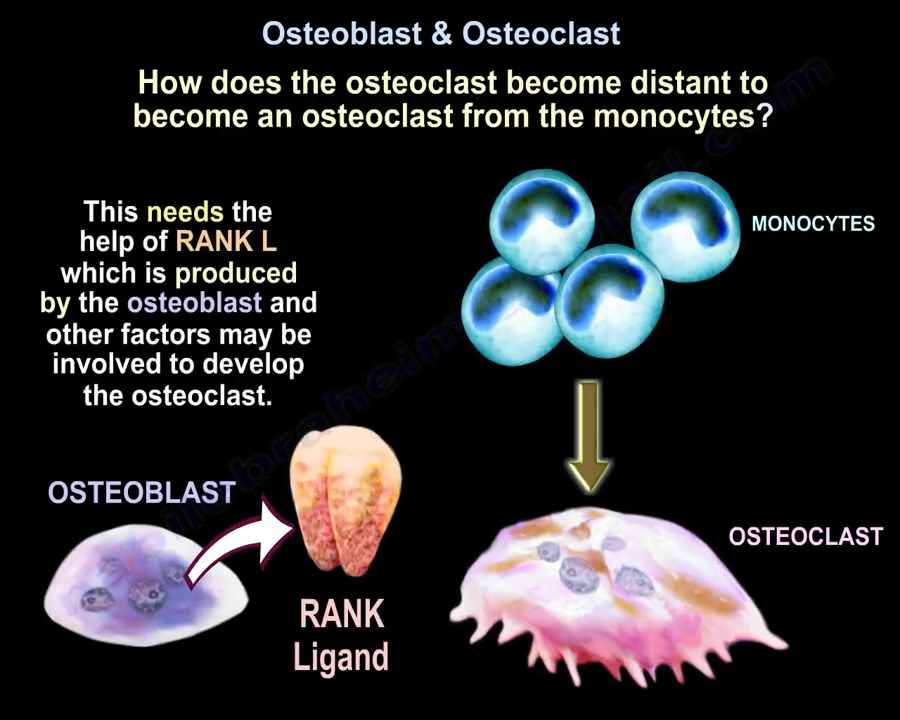 Osteoblast & Osteoclast
How does the osteoclast become distant to
become an osteoclast from the monocytes?
This needs the
help of RANK L
which is produced
by the osteoblast and
other factors may be
involved to develop
the osteoclast.
MONOCYTES
OSTEOBLAST
RANK
Ligand
OSTEOCLAST